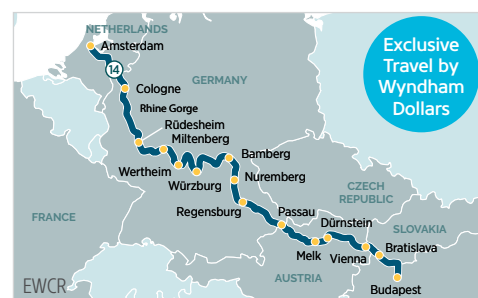 NETHERLANDS
Amsterdam
14
Cologne
GERMANY
Rhine Gorge
Rüdesheim
Miltenberg
Wertheim
Würzburg
Bamberg
Nuremberg
Regensburg
Passau
CZECH
REPUBLIC
FRANCE
Dürnstein
SLOVAKIA
Melk
Vienna
Bratislava
AUSTRIA
Budapest
EWCR
Exclusive
Travel by
Wyndham
Dollars